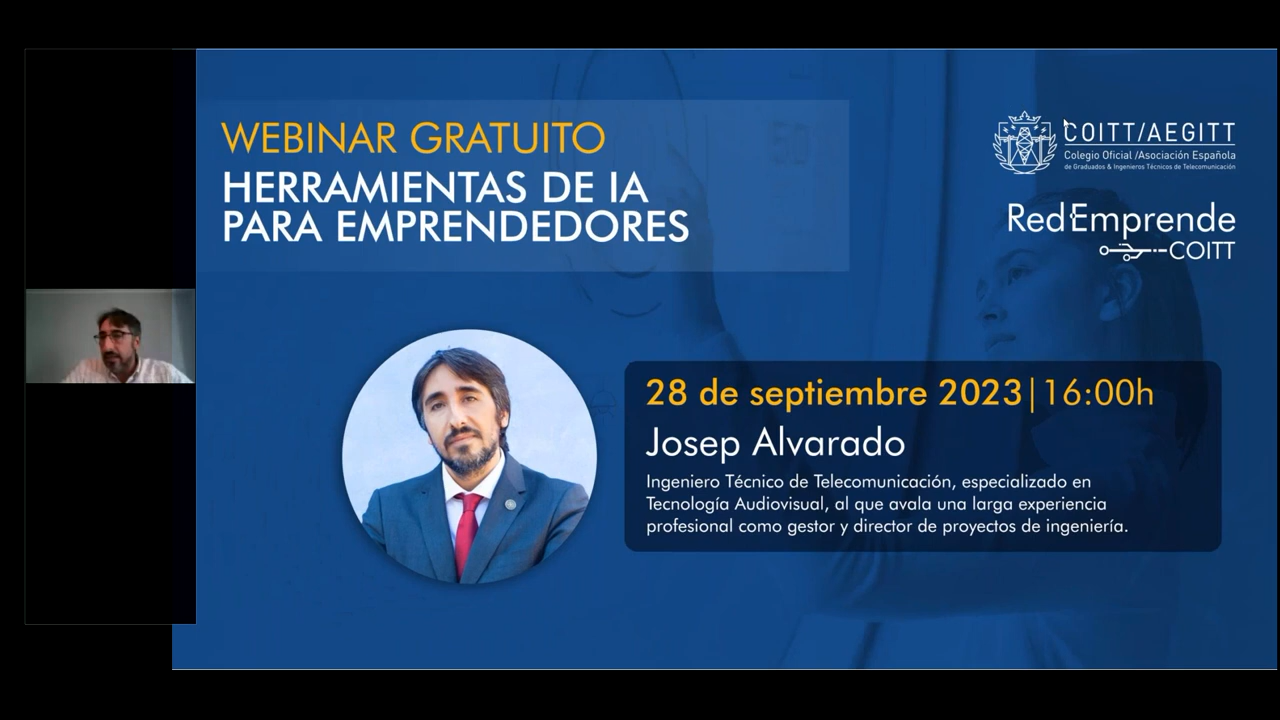 WEBINAR GRATUITO
HERRAMIENTAS DE IA
PARA EMPRENDEDORES
COITT/AEGITT
Colegio Oficial /Asociación Española
de Graduados & Ingenieros Técnicos de Telecomunicación
RedEmprende
COITT
28 de septiembre 2023|16:00h
Josep Alvarado
Ingeniero Técnico de Telecomunicación, especializado en
Tecnología Audiovisual, al que avala una larga experiencia
profesional como gestor y director de proyectos de ingeniería.